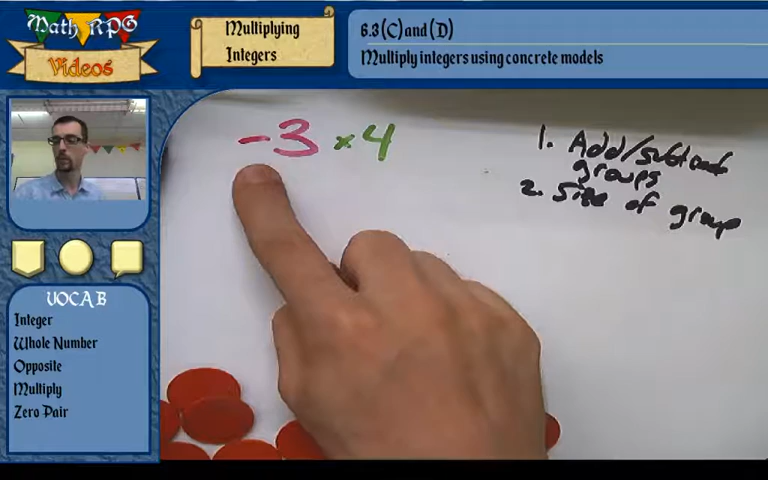 Math RPG
Videos
Multiplying
Integers
6.3(C) and (D)
Multiply integers using concrete models
-3 × 4
1. Add/subtract
groups
2. Size of group
VOCAB
Integer
Whole Number
Opposite
Multiply
Zero Pair